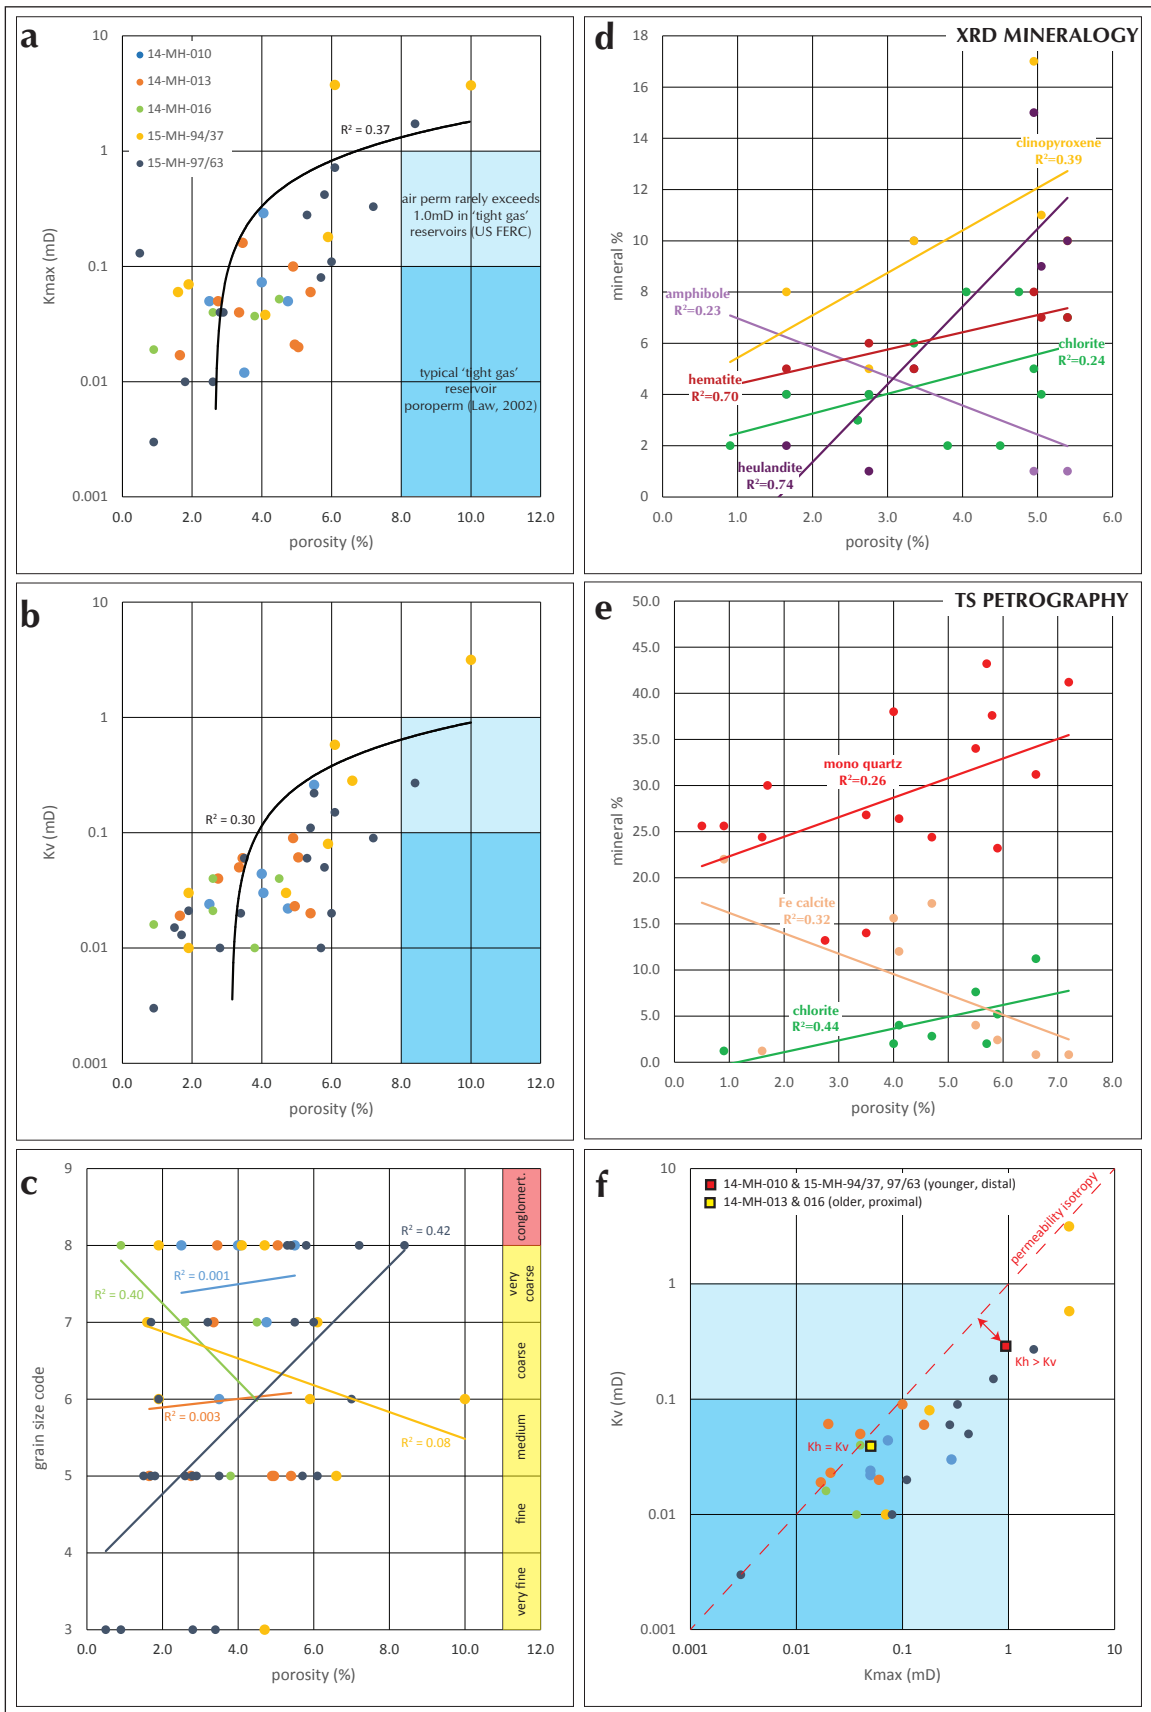 a
10
1
0.1
0.01
0.001
Kmax (mD)
14-MH-010
14-MH-013
14-MH-016
15-MH-94/37
15-MH-97/63
R² = 0.37
air perm rarely exceeds
1.0mD in 'tight gas'
reservoirs (US FERC)
typical 'tight gas'
reservoir
poroperm (Law, 2002)
0.0 2.0 4.0 6.0 8.0 10.0 12.0
porosity (%)
d
XRD MINERALOGY
18
16
14
12
10
8
6
4
2
0
mineral %
clinopyroxene
R²=0.39
amphibole
R²=0.23
chlorite
R²=0.24
hematite
R²=0.70
heulandite
R²=0.74
0.0 1.0 2.0 3.0 4.0 5.0 6.0
porosity (%)
b
10
1
0.1
0.01
0.001
Kv (mD)
R² = 0.30
0.0 2.0 4.0 6.0 8.0 10.0 12.0
porosity (%)
e
TS PETROGRAPHY
50.0
45.0
40.0
35.0
30.0
25.0
20.0
15.0
10.0
5.0
0.0
mineral %
mono quartz
R²=0.26
Fe calcite
R²=0.32
chlorite
R²=0.44
0.0 1.0 2.0 3.0 4.0 5.0 6.0 7.0 8.0
porosity (%)
c
9
8
7
6
5
4
3
grain size code
R² = 0.42
R² = 0.001
R² = 0.40
R² = 0.003
R² = 0.08
conglomert.
very
coarse
coarse
medium
fine
very fine
0.0 2.0 4.0 6.0 8.0 10.0 12.0
porosity (%)
f
10
1
0.1
0.01
0.001
Kv (mD)
14-MH-010 & 15-MH-94/37, 97/63 (younger, distal)
14-MH-013 & 016 (older, proximal)
permeability isotropy
Kh > Kv
Kh = Kv
0.001 0.01 0.1 1 10
Kmax (mD)